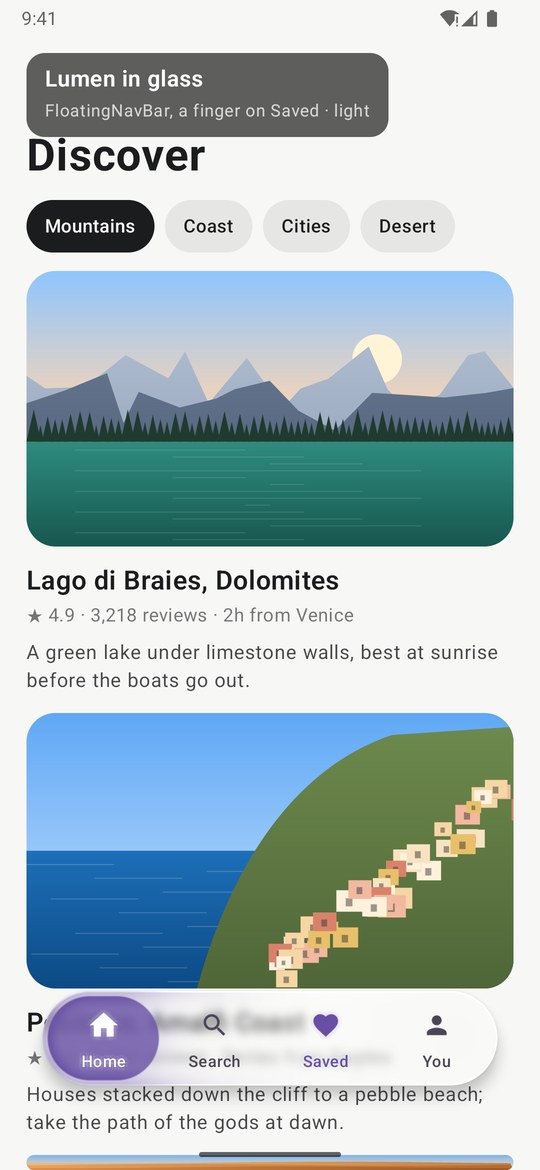 9:41
Lumen in glass
FloatingNavBar, a finger on Saved · light
Discover
Mountains
Coast
Cities
Desert
Lago di Braies, Dolomites
★ 4.9 · 3,218 reviews · 2h from Venice
A green lake under limestone walls, best at sunrise
before the boats go out.
Coast
★
Home
Search
Saved
You
Houses stacked down the cliff to a pebble beach;
take the path of the gods at dawn.